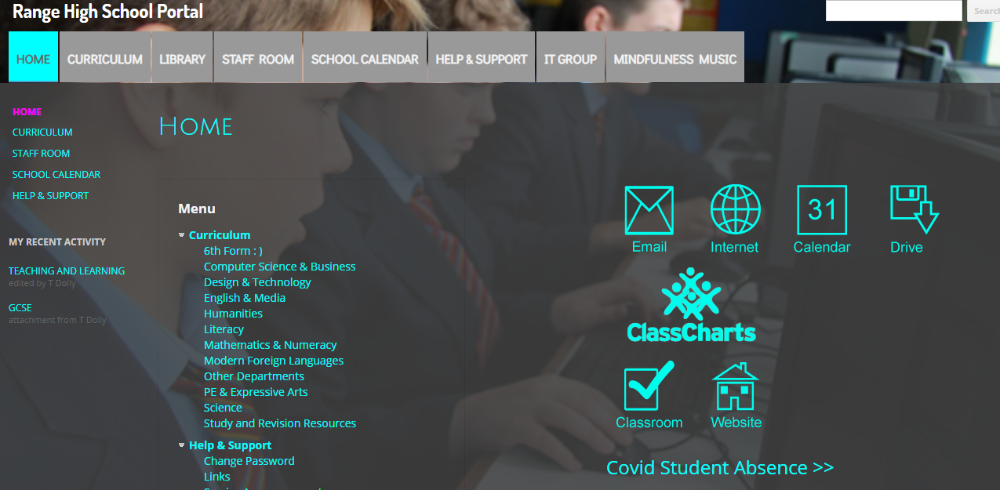 Range High School Portal
Search
HOME
CURRICULUM
LIBRARY
STAFF ROOM
SCHOOL CALENDAR
HELP & SUPPORT
IT GROUP
MINDFULNESS MUSIC
HOME
CURRICULUM
STAFF ROOM
SCHOOL CALENDAR
HELP & SUPPORT
MY RECENT ACTIVITY
TEACHING AND LEARNING
edited by T Dolly
GCSE
attachment from T Dolly
HOME
Menu
Curriculum
6th Form : )
Computer Science & Business
Design & Technology
English & Media
Humanities
Literacy
Mathematics & Numeracy
Modern Foreign Languages
Other Departments
PE & Expressive Arts
Science
Study and Revision Resources
Help & Support
Change Password
Links
Email
Internet
31
Calendar
Drive
ClassCharts
Classroom
Website
Covid Student Absence >>